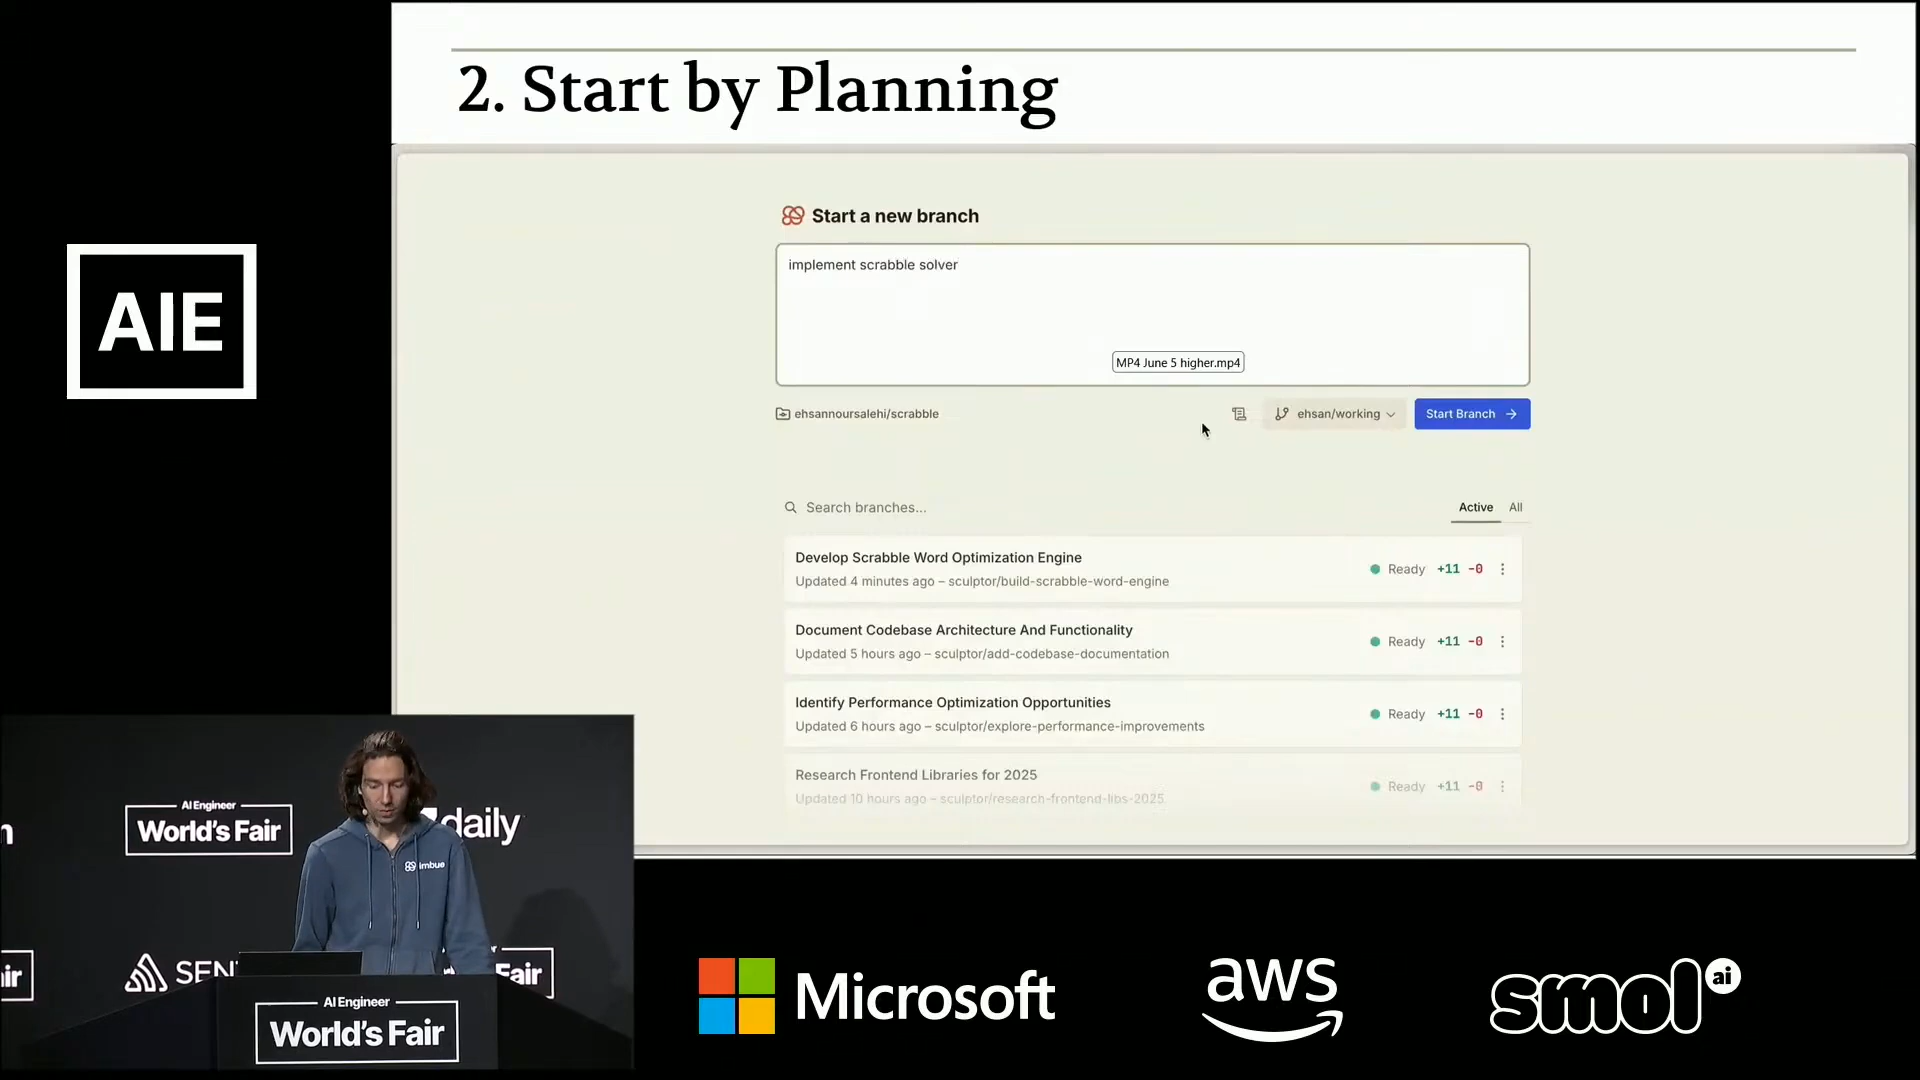 2. Start by Planning
Start a new branch
implement scrabble solver
MP4 June 5 higher.mp4
ehsannoursalehi/scrabble
ehsan/working
Start Branch
Search branches...
Active
All
Develop Scrabble Word Optimization Engine
Updated 4 minutes ago – sculptor/build-scrabble-word-engine
Ready +11 -0
Document Codebase Architecture And Functionality
Updated 5 hours ago – sculptor/add-codebase-documentation
Ready +11 -0
Identify Performance Optimization Opportunities
Updated 6 hours ago – sculptor/explore-performance-improvements
Ready +11 -0
Research Frontend Libraries for 2025
Updated 10 hours ago – sculptor/research-frontend-libs-2025
Ready +11 -0
AIE
AI Engineer
World's Fair
daily
imbue
SEN
ir
Fair
AI Engineer
World's Fair
Microsoft
aws
smol
ai